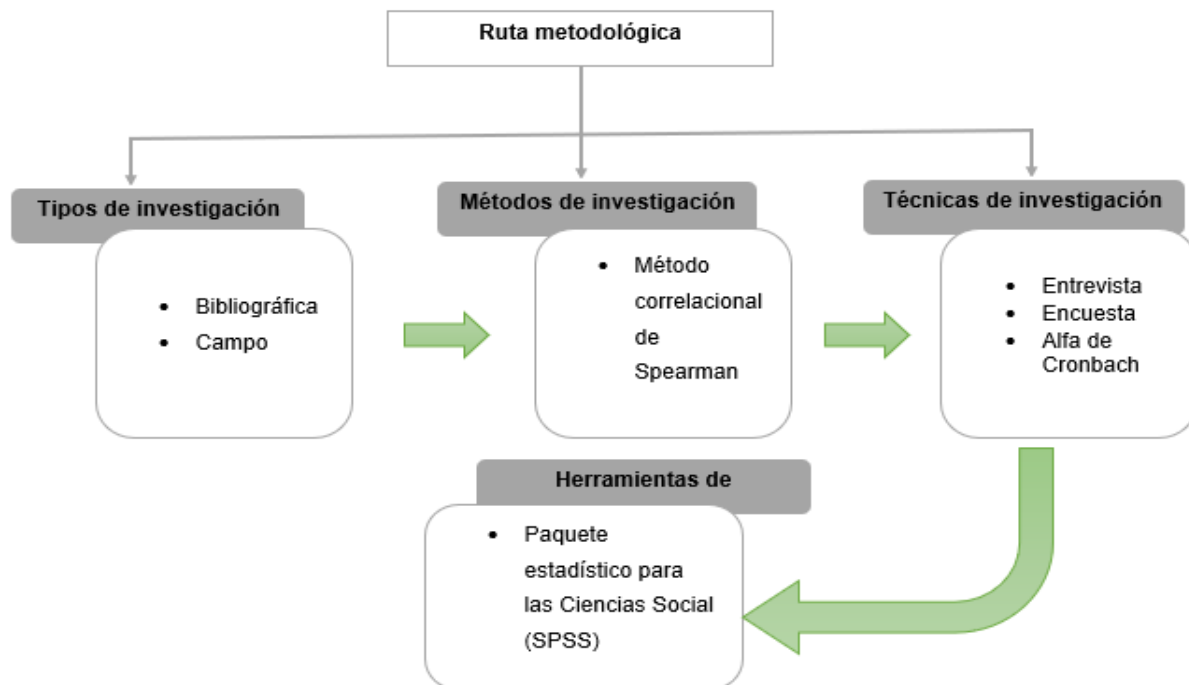 Ruta metodológica
Tipos de investigación
• Bibliográfica
• Campo
Métodos de investigación
• Método
correlacional
de
Spearman
Técnicas de investigación
• Entrevista
• Encuesta
• Alfa de
Cronbach
Herramientas de
• Paquete
estadístico para
las Ciencias Social
(SPSS)